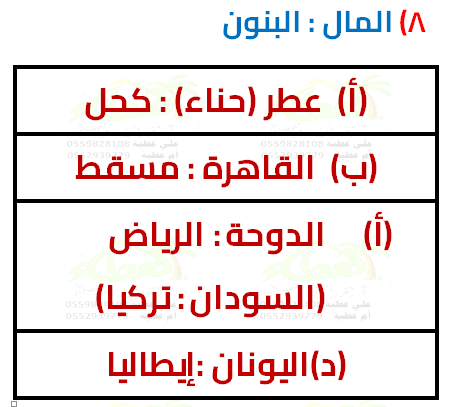 ٨) المال : البنون
(أ) عطر (حناء) : كحل
(ب) القاهرة : مسقط
(أ) الدوحة : الرياض
(السودان : تركيا)
(د)اليونان :إيطاليا